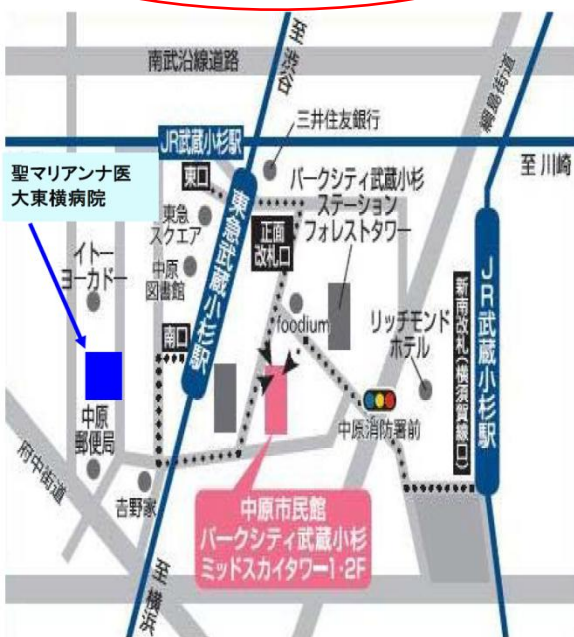 至 渋谷
南武沿線道路
綱島街道
三井住友銀行
JR武蔵小杉駅
至 川崎
聖マリアンナ医
大東横病院
東口
パークシティ武蔵小杉
ステーション
フォレストタワー
東急
スクエア
東急武蔵小杉駅
正面
改札口
イトー
ヨーカドー
中原
図書館
JR武蔵小杉駅
新南改札(横須賀線口)
foodium
リッチモンド
ホテル
南口
中原
郵便局
中原消防署前
府中街道
吉野家
中原市民館
パークシティ武蔵小杉
ミッドスカイタワー1・2F
至 横浜